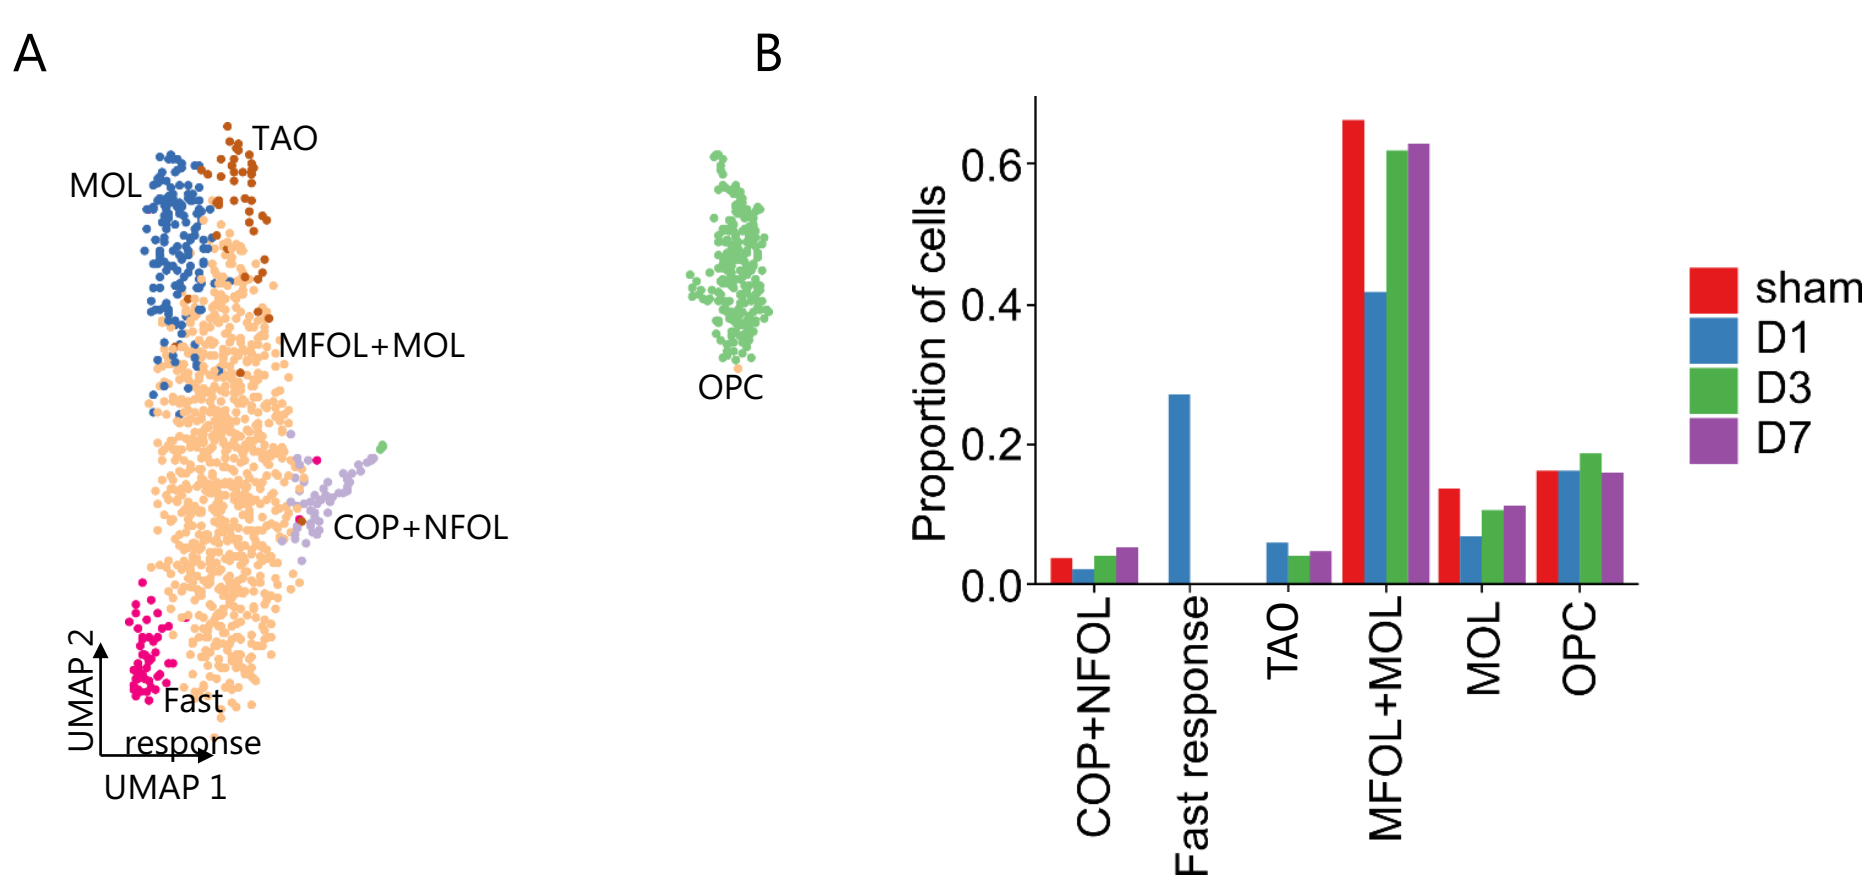 A
TAO
MOL
MFOL+MOL
OPC
COP+NFOL
Fast
response
UMAP 2
UMAP 1
B
Proportion of cells
0.6
0.4
0.2
0.0
COP+NFOL
Fast response
TAO
MFOL+MOL
MOL
OPC
sham
D1
D3
D7